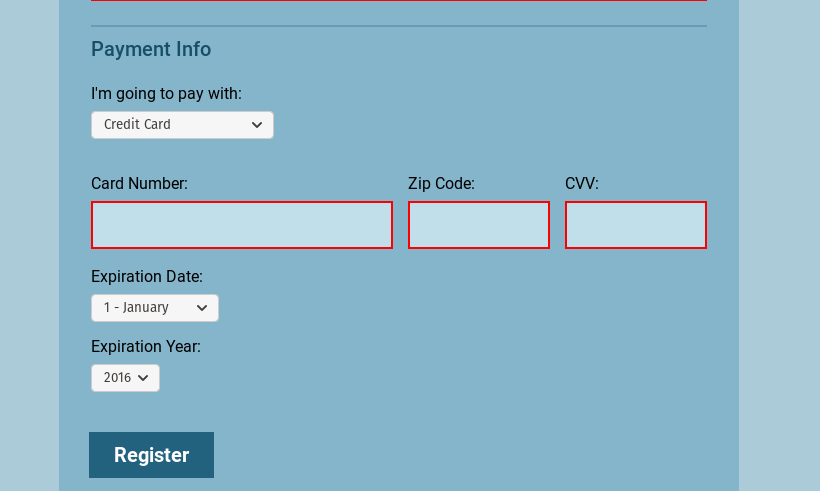 Payment Info
I'm going to pay with:
Credit Card
Card Number: Zip Code: CVV:
Expiration Date:
1 - January
Expiration Year:
2016
Register